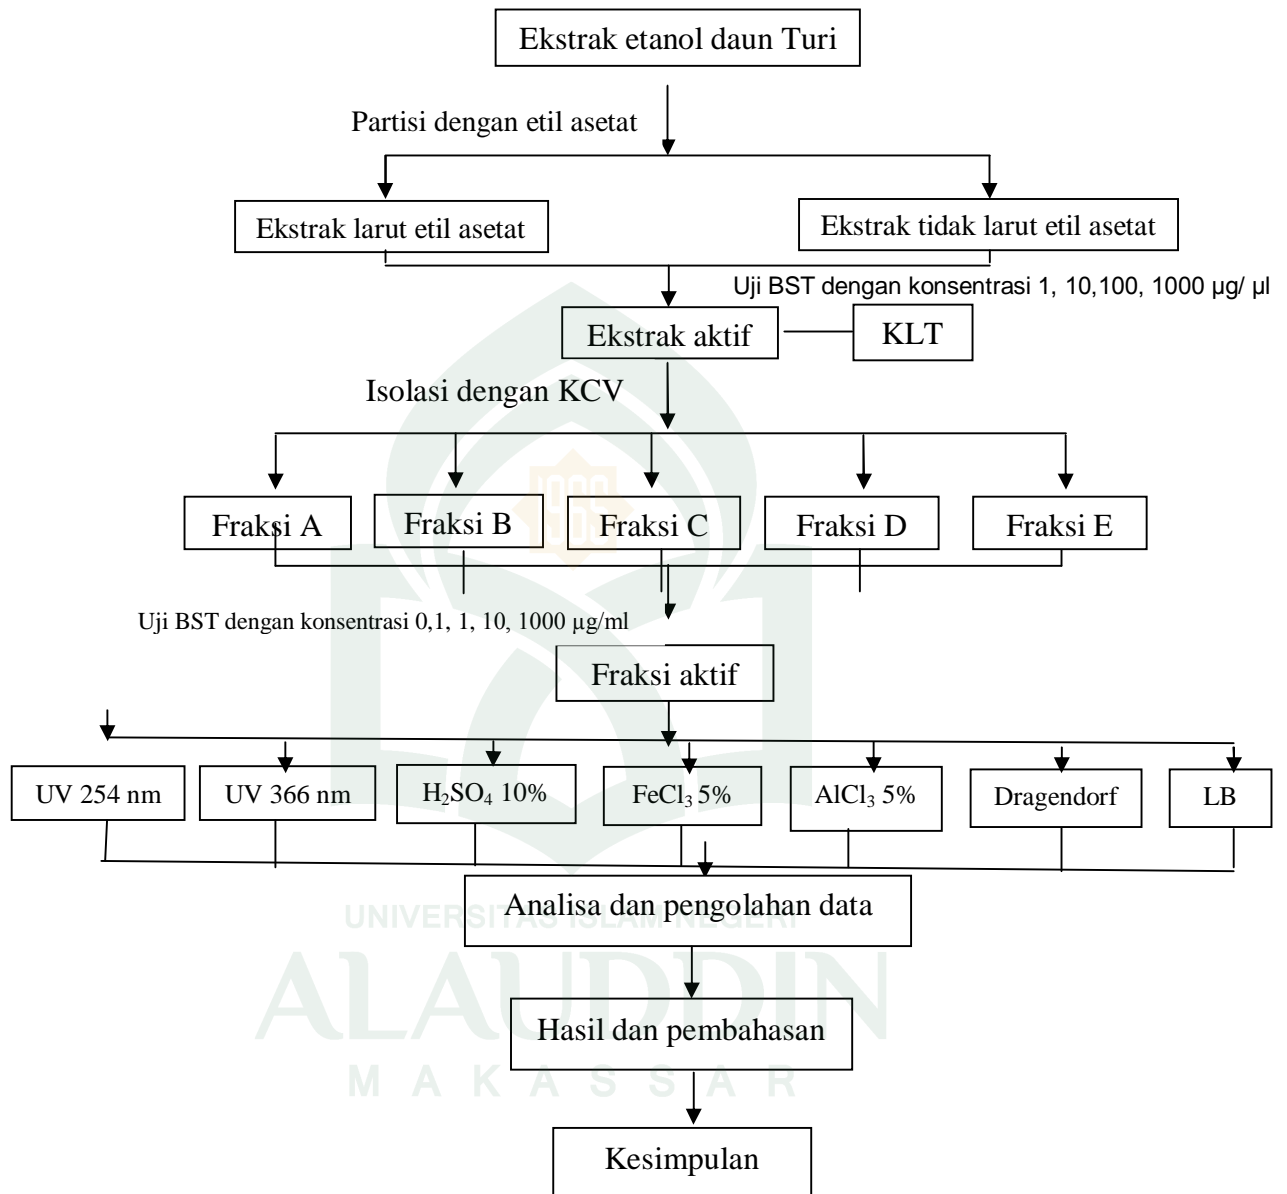 Ekstrak etanol daun Turi
Partisi dengan etil asetat
Ekstrak larut etil asetat
Ekstrak tidak larut etil asetat
Uji BST dengan konsentrasi 1, 10,100, 1000 µg/ µl
Ekstrak aktif
KLT
Isolasi dengan KCV
1965
Fraksi A
Fraksi B
Fraksi C
Fraksi D
Fraksi E
Uji BST dengan konsentrasi 0,1, 1, 10, 1000 µg/ml
Fraksi aktif
UV 254 nm
UV 366 nm
H₂SO₄ 10%
FeCl₃ 5%
AlCl₃ 5%
Dragendorf
LB
Analisa dan pengolahan data
UNIVERSITAS ISLAM NEGERI
ALAUDDIN
Hasil dan pembahasan
MAKASSAR
Kesimpulan